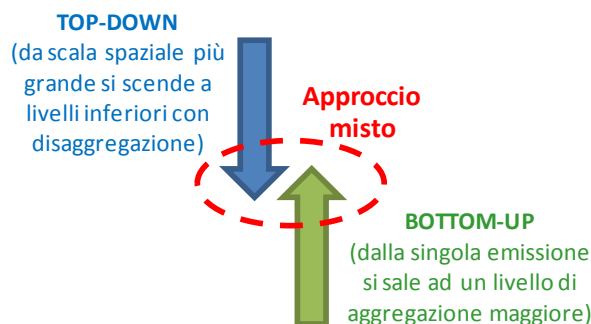 TOP-DOWN
(da scala spaziale più
grande si scende a
livelli inferiori con
disaggregazione)
Approccio
misto
BOTTOM-UP
(dalla singola emissione
si sale ad un livello di
aggregazione maggiore)